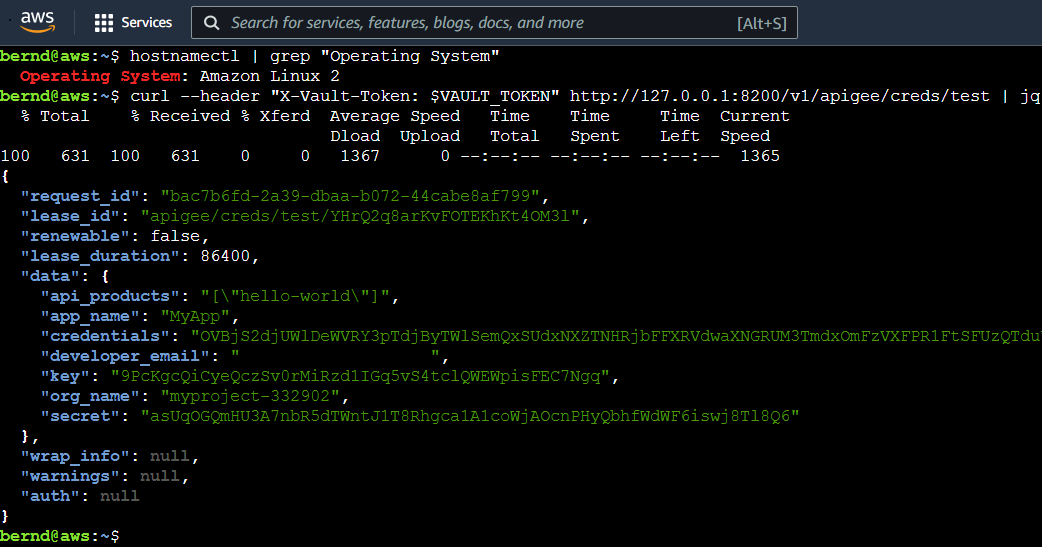 aws Services Search for services, features, blogs, docs, and more [Alt+S]
bernd@aws:~$ hostnamectl | grep "Operating System"
Operating System: Amazon Linux 2
bernd@aws:~$ curl --header "X-Vault-Token: $VAULT_TOKEN" http://127.0.0.1:8200/v1/apigee/creds/test | jq
% Total % Received % Xferd Average Speed Time Time Time Current
Dload Upload Total Spent Left Speed
100 631 100 631 0 0 1367 0 --:--:-- --:--:-- --:--:-- 1365
{
"request_id": "bac7b6fd-2a39-dbaa-b072-44cabe8af799",
"lease_id": "apigee/creds/test/YHrQ2q8arKvFOTEKhKt4OM3l",
"renewable": false,
"lease_duration": 86400,
"data": {
"api_products": "[\"hello-world\"]",
"app_name": "MyApp",
"credentials": "OVBjS2djUWlDeWVRY3pTdjByTWlSemQxSUdxNXZTNHRjbFFXRVdwaXNGRUM3TmdxOmFzVXFPR1FtSFUzQTdu
"developer_email": " ",
"key": "9PcKgcQiCyeQczSv0rMiRzd1IGq5vS4tclQWEWpisFEC7Ngq",
"org_name": "myproject-332902",
"secret": "asUqOGQmHU3A7nbR5dTWntJ1T8Rhgca1A1coWjAOcnPHyQbhfWdWF6iswj8Tl8Q6"
},
"wrap_info": null,
"warnings": null,
"auth": null
}
bernd@aws:~$